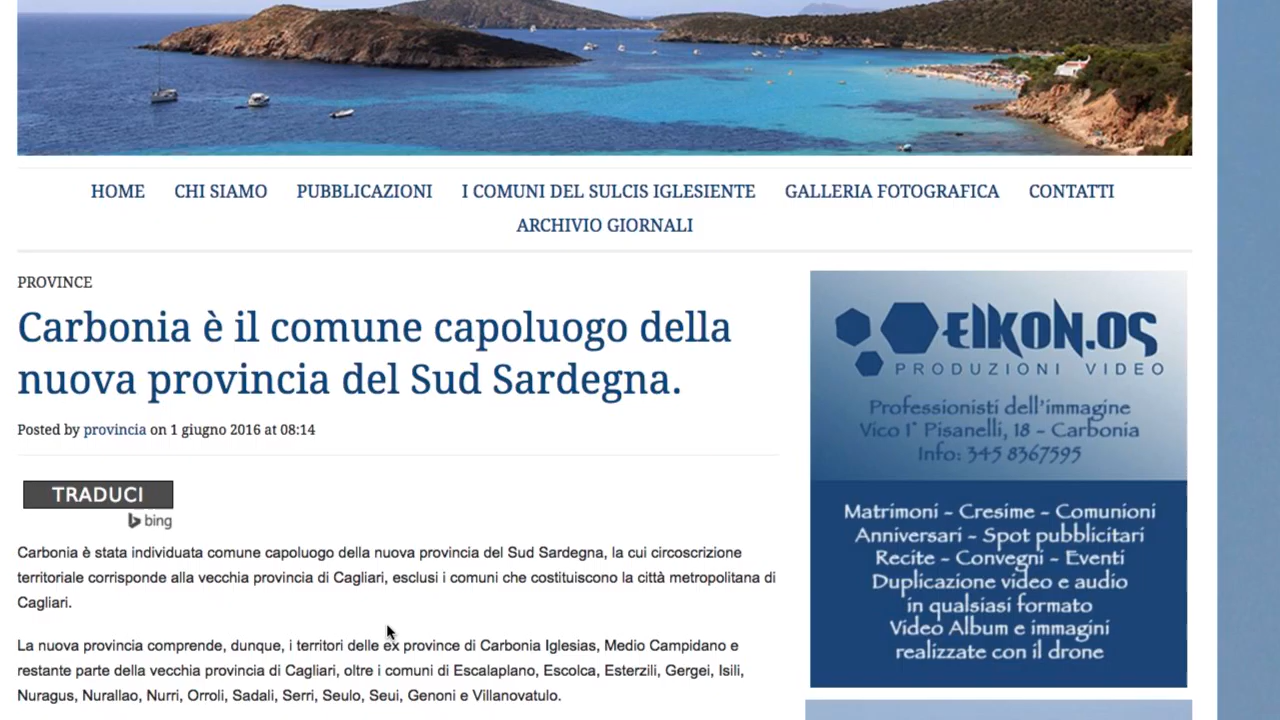 HOME CHI SIAMO PUBBLICAZIONI I COMUNI DEL SULCIS IGLESIENTE GALLERIA FOTOGRAFICA CONTATTI
ARCHIVIO GIORNALI
PROVINCE
Carbonia è il comune capoluogo della
nuova provincia del Sud Sardegna.
Posted by provincia on 1 giugno 2016 at 08:14
TRADUCI
bing
Carbonia è stata individuata comune capoluogo della nuova provincia del Sud Sardegna, la cui circoscrizione
territoriale corrisponde alla vecchia provincia di Cagliari, esclusi i comuni che costituiscono la città metropolitana di
Cagliari.
La nuova provincia comprende, dunque, i territori delle ex province di Carbonia Iglesias, Medio Campidano e
restante parte della vecchia provincia di Cagliari, oltre i comuni di Escalaplano, Escolca, Esterzili, Gergei, Isili,
Nuragus, Nurallao, Nurri, Orroli, Sadali, Serri, Seulo, Seui, Genoni e Villanovatulo.
eIKON.OS
PRODUZIONI VIDEO
Professionisti dell'immagine
Vico I° Pisanelli, 18 - Carbonia
Info: 345 8367595
Matrimoni - Cresime - Comunioni
Anniversari - Spot pubblicitari
Recite - Convegni - Eventi
Duplicazione video e audio
in qualsiasi formato
Video Album e immagini
realizzate con il drone